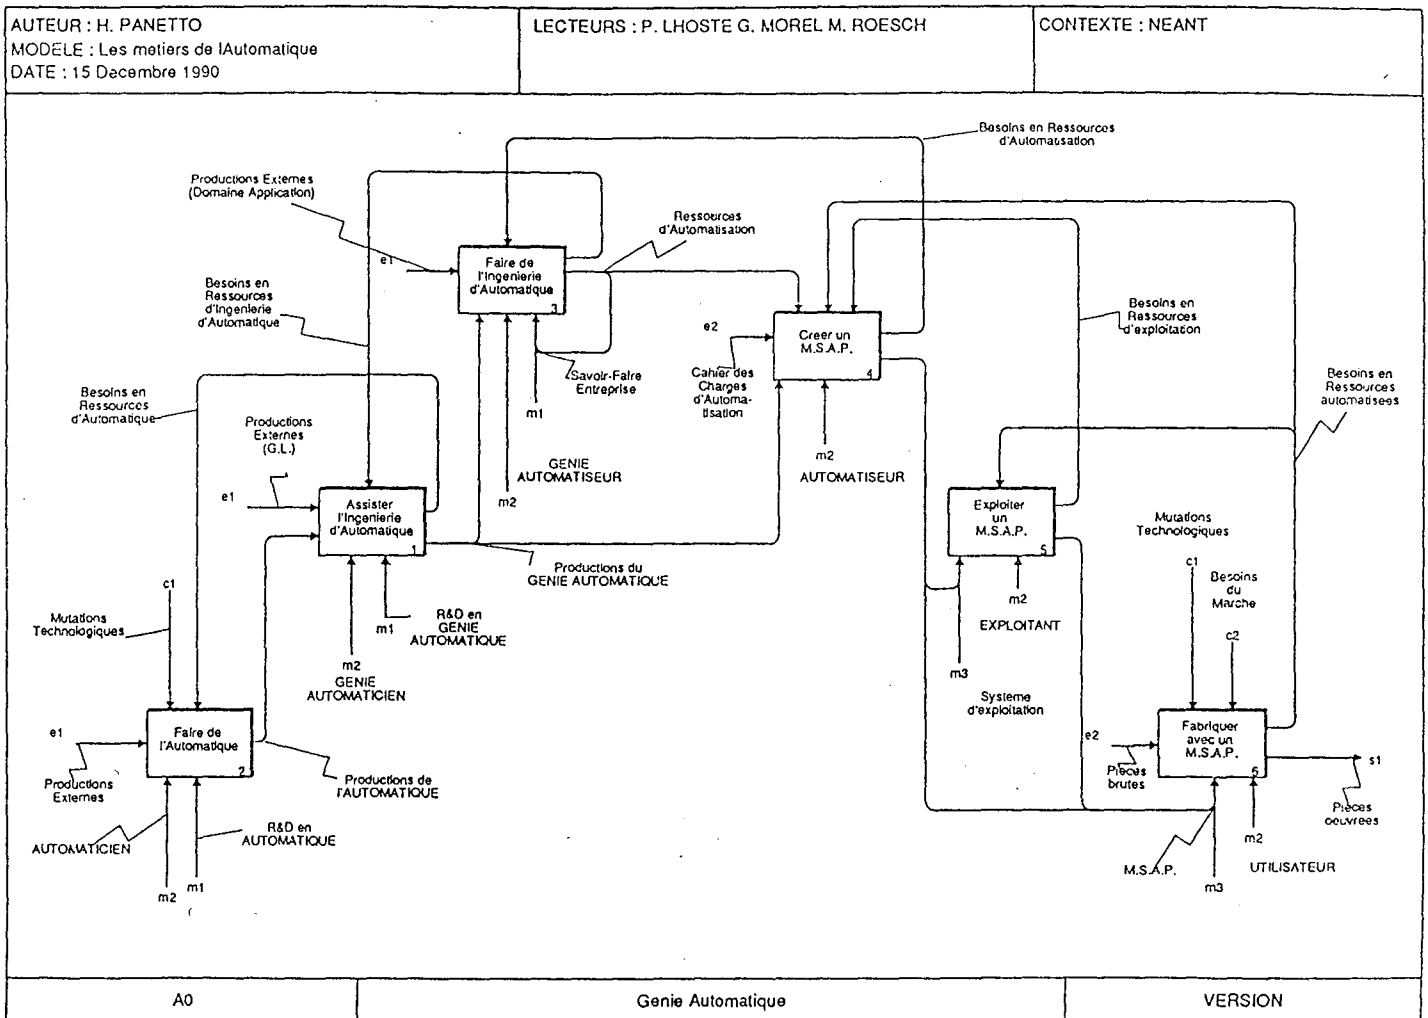 AUTEUR : H. PANETTO
MODELE : Les metiers de lAutomatique
DATE : 15 Decembre 1990
LECTEURS : P. LHOSTE G. MOREL M. ROESCH
CONTEXTE : NEANT
Besoins en Ressources
d'Automatisation
Productions Externes
(Domaine Application)
Ressources
d'Automatisation
e1
Faire de
l'Ingenierie
d'Automatique
3
Besoins en
Ressources
d'Ingenierie
d'Automatique
e2
Creer un
M.S.A.P.
4
Besoins en
Ressources
d'exploitation
Savoir-Faire
Entreprise
Cahier des
Charges
d'Automa-
tisation
Besoins en
Ressources
automatisees
Besoins en
Ressources
d'Automatique
m1
Productions
Externes
(G.L.)
GENIE
AUTOMATISEUR
m2
m2
AUTOMATISEUR
e1
Assister
l'Ingenierie
d'Automatique
1
Exploiter
un
M.S.A.P.
5
Mutations
Technologiques
Productions du
GENIE AUTOMATIQUE
c1
c1
Besoins
du
Marche
m2
EXPLOITANT
Mutations
Technologiques
m1
R&D en
GENIE
AUTOMATIQUE
c2
m2
GENIE
AUTOMATICIEN
m3
Systeme
d'exploitation
e1
Faire de
l'Automatique
2
e2
Fabriquer
avec un
M.S.A.P.
6
s1
Productions
Externes
Productions de
l'AUTOMATIQUE
Pieces
brutes
Pieces
oeuvrees
AUTOMATICIEN
R&D en
AUTOMATIQUE
m2
M.S.A.P.
UTILISATEUR
m2
m1
m3
A0
Genie Automatique
VERSION